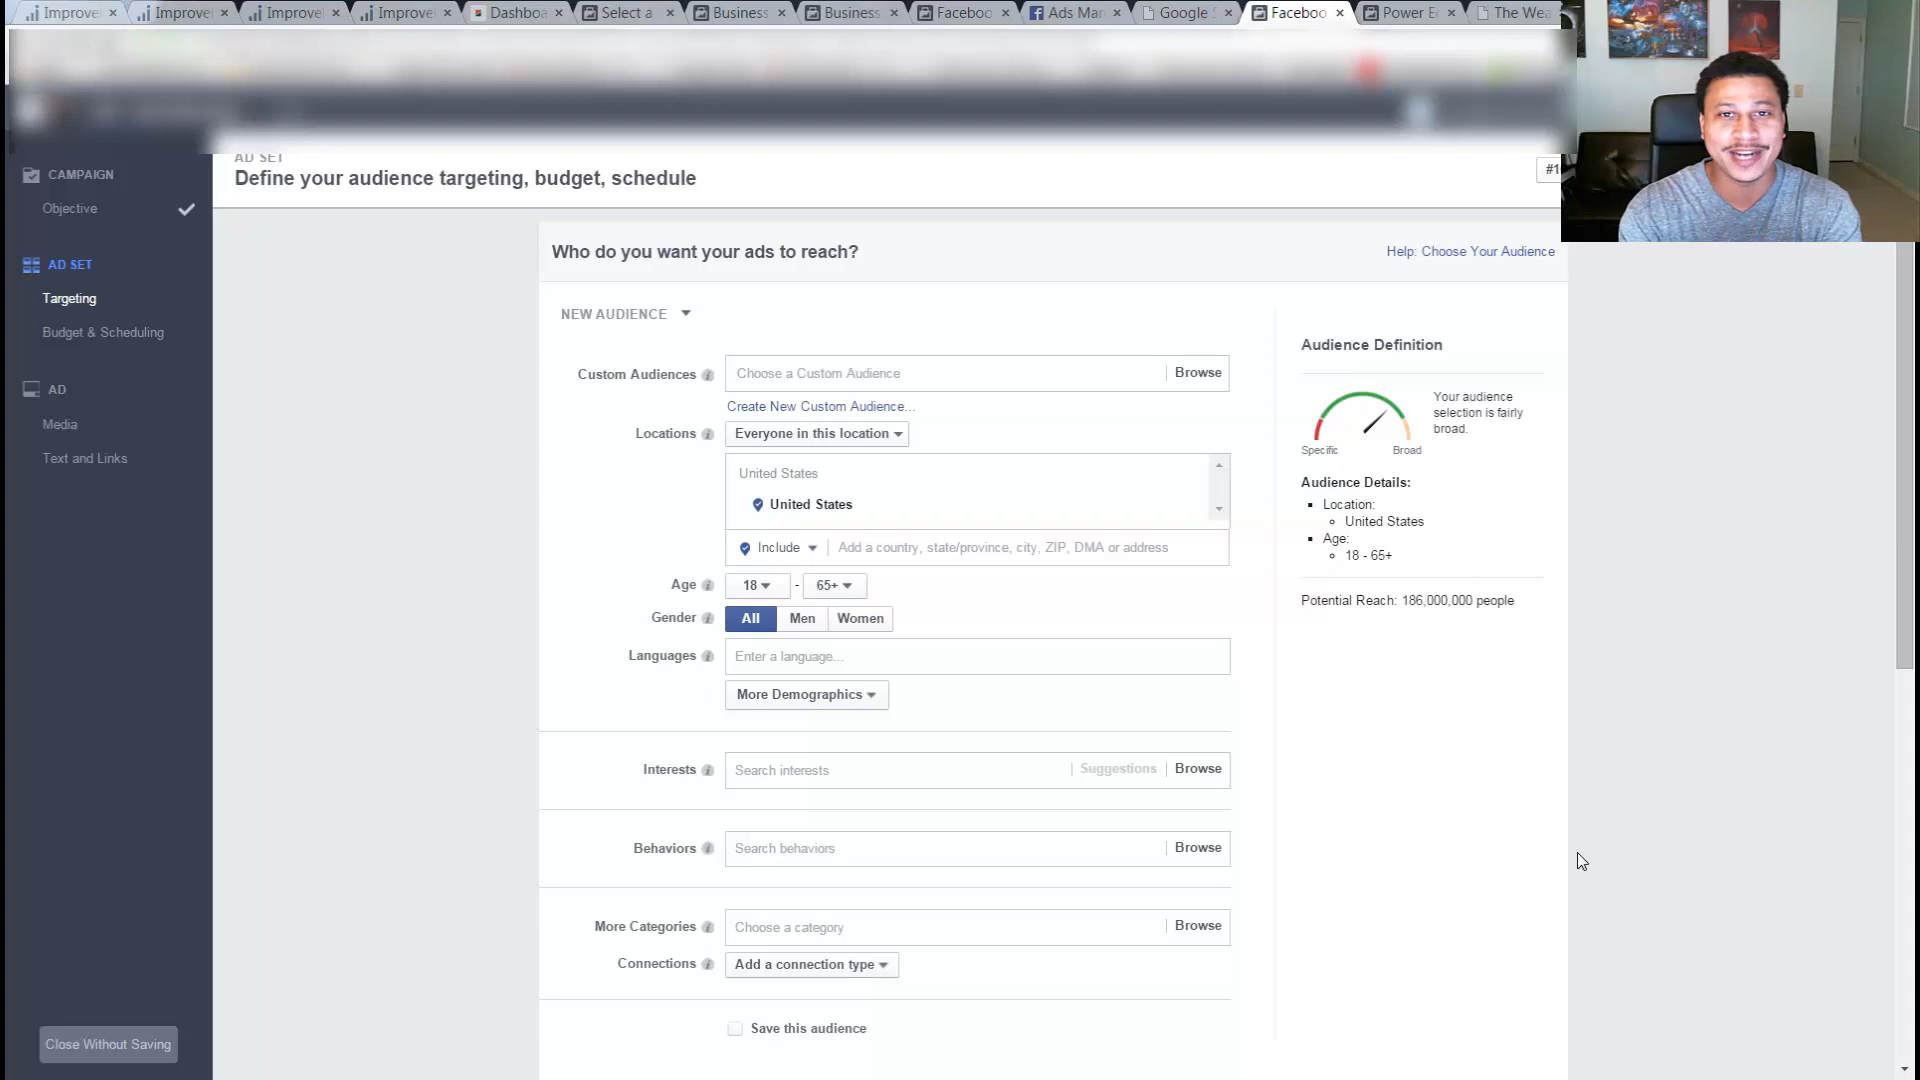 Improve
Improve
Improve
Improve
Dashboa
Select a
Business
Business
Faceboo
Ads Man
Google S
Faceboo
Power E
The Wea
AD SET
Define your audience targeting, budget, schedule
#1
CAMPAIGN
Objective
AD SET
Targeting
Budget & Scheduling
AD
Media
Text and Links
Close Without Saving
Who do you want your ads to reach?
Help: Choose Your Audience
NEW AUDIENCE
Custom Audiences
Choose a Custom Audience
Browse
Create New Custom Audience...
Locations
Everyone in this location
United States
United States
Include
Add a country, state/province, city, ZIP, DMA or address
Age
18 - 65+
Gender
All
Men
Women
Languages
Enter a language...
More Demographics
Interests
Search interests
Suggestions
Browse
Behaviors
Search behaviors
Browse
More Categories
Choose a category
Browse
Connections
Add a connection type
Save this audience
Audience Definition
Your audience
selection is fairly
broad.
Specific
Broad
Audience Details:
Location:
United States
Age:
18 - 65+
Potential Reach: 186,000,000 people